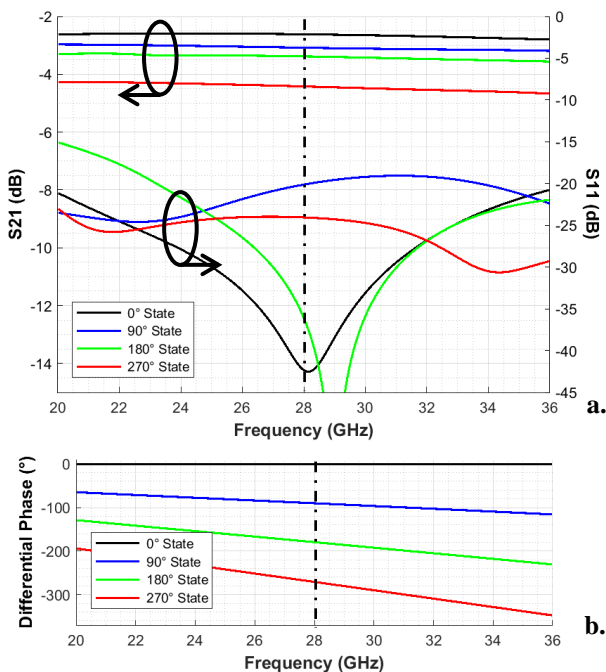 -2
-4
-6
-8
-10
-12
-14
S21 (dB)
0
-5
-10
-15
-20
-25
-30
-35
-40
-45
S11 (dB)
0° State
90° State
180° State
270° State
20 22 24 26 28 30 32 34 36
Frequency (GHz)
a.
0
-100
-200
-300
Differential Phase (°)
0° State
90° State
180° State
270° State
20 22 24 26 28 30 32 34 36
Frequency (GHz)
b.